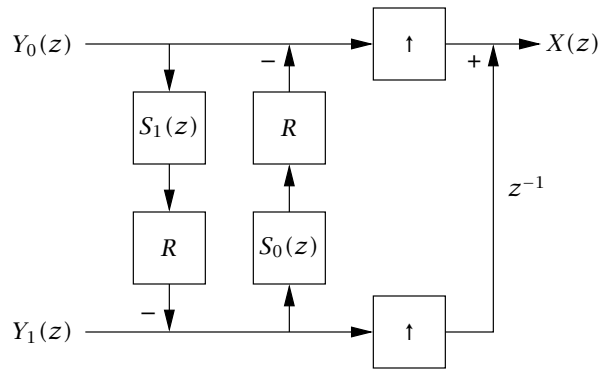 Y₀(z)
−
↑
+
X(z)
S₁(z)
R
z⁻¹
R
S₀(z)
−
Y₁(z)
↑